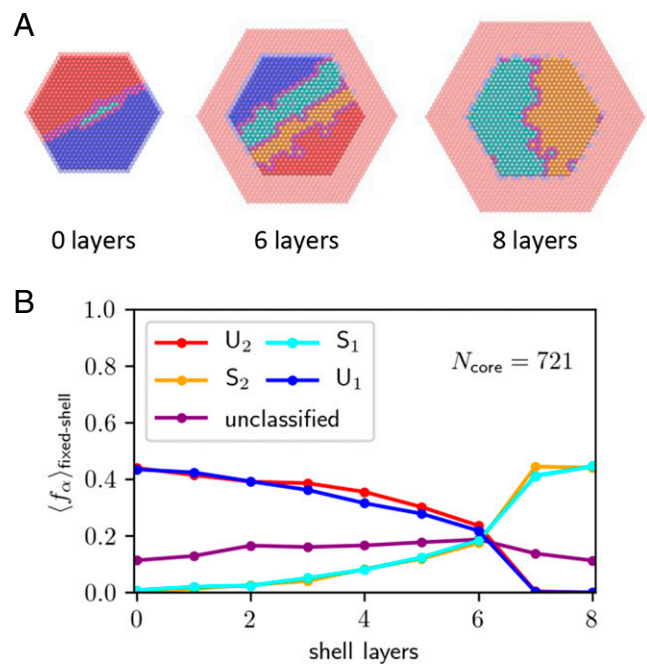 A
0 layers 6 layers 8 layers
B
1.0
0.8
0.6
0.4
0.2
0.0
⟨fα⟩fixed-shell
U₂ S₁
S₂ U₁
unclassified
N_core = 721
0 2 4 6 8
shell layers